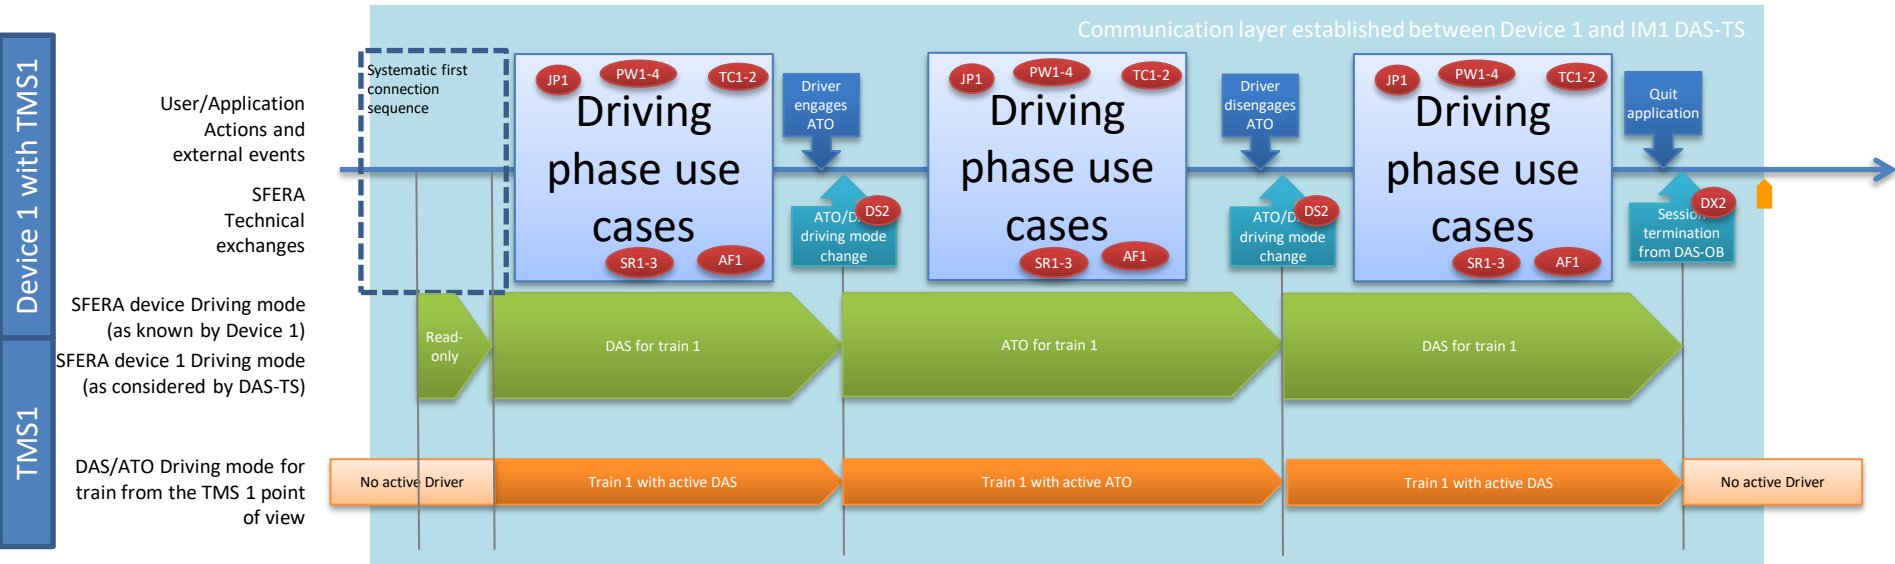 Communication layer established between Device 1 and IM1 DAS-TS
Device 1 with TMS1
TMS1
User/Application
Actions and
external events
SFERA
Technical
exchanges
SFERA device Driving mode
(as known by Device 1)
SFERA device 1 Driving mode
(as considered by DAS-TS)
DAS/ATO Driving mode for
train from the TMS 1 point
of view
Systematic first
connection
sequence
JP1
PW1-4
TC1-2
Driving
phase use
cases
SR1-3
AF1
Driver
engages
ATO
DS2
driving mode
change
JP1
PW1-4
TC1-2
Driving
phase use
cases
SR1-3
AF1
Driver
disengages
ATO
DS2
driving mode
change
JP1
PW1-4
TC1-2
Driving
phase use
cases
SR1-3
AF1
Quit
application
DX2
Session
termination
from DAS-OB
Read-
only
DAS for train 1
ATO for train 1
DAS for train 1
No active Driver
Train 1 with active DAS
Train 1 with active ATO
Train 1 with active DAS
No active Driver